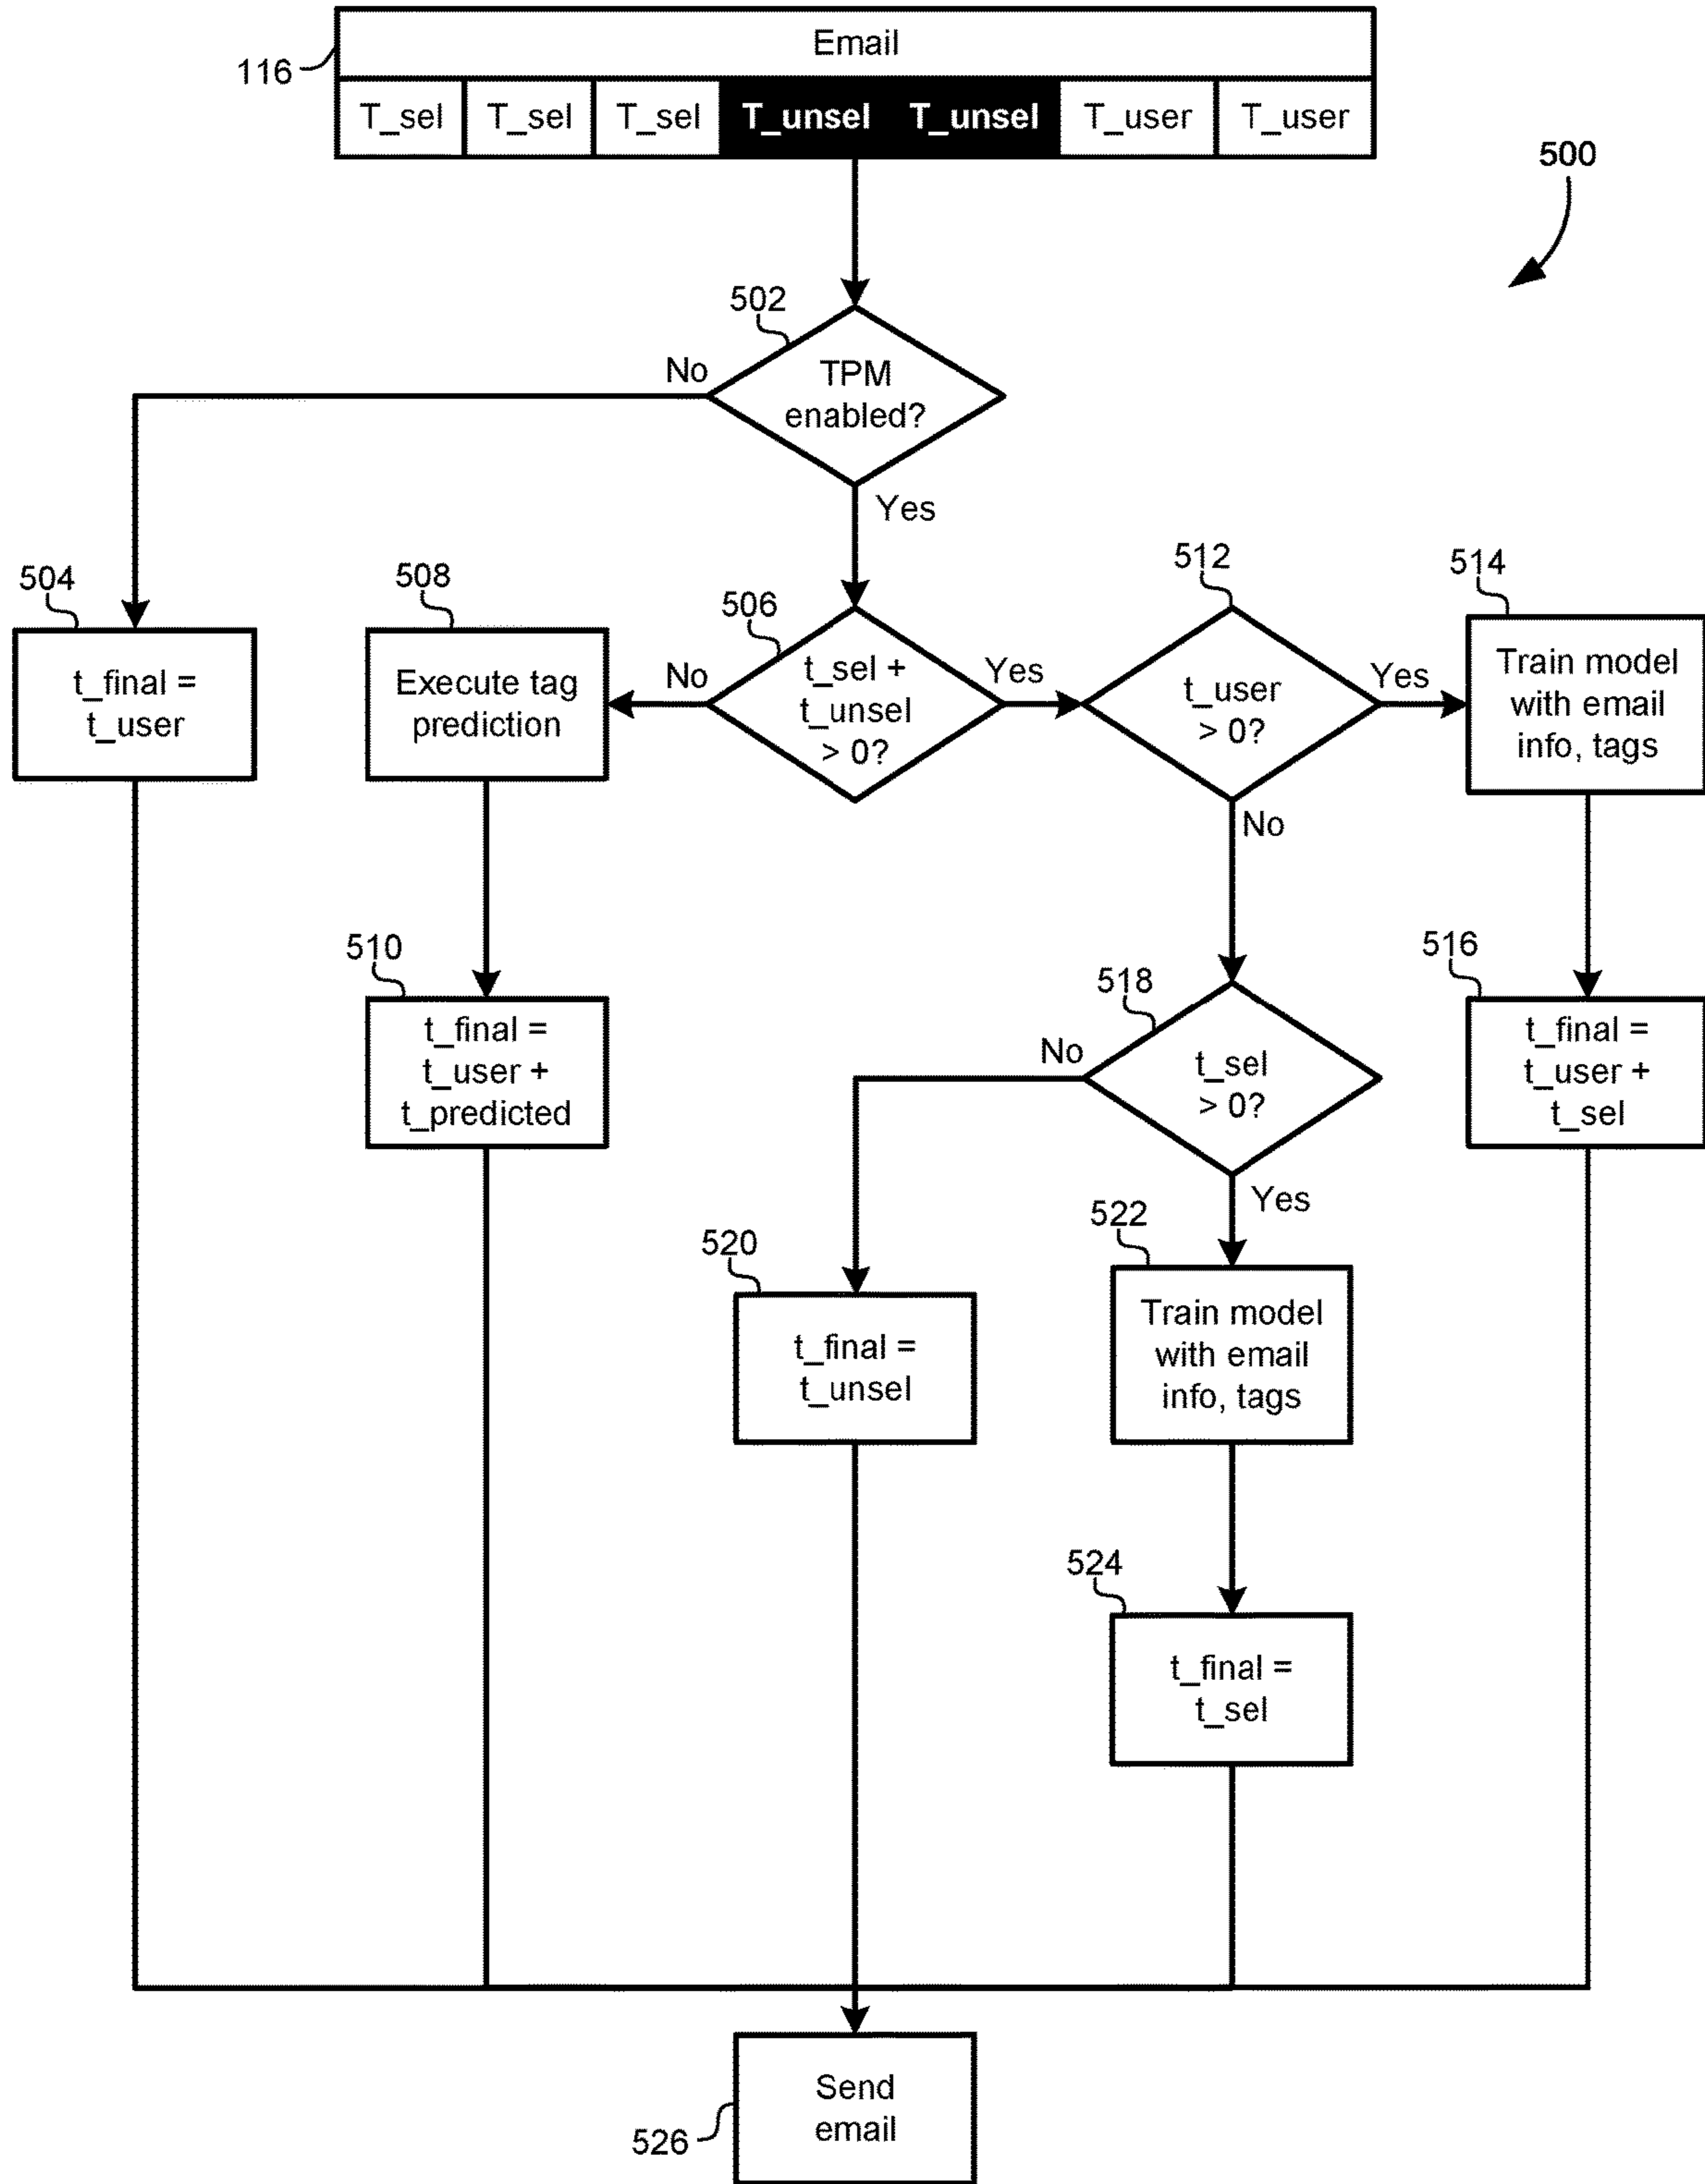 Email
116
T_sel T_sel T_sel T_unsel T_unsel T_user T_user
500
502
No
TPM
enabled?
Yes
504
t_final =
t_user
508
Execute tag
prediction
No
506
t_sel +
t_unsel
> 0?
Yes
512
t_user
> 0?
Yes
No
514
Train model
with email
info, tags
510
t_final =
t_user +
t_predicted
518
No
t_sel
> 0?
Yes
516
t_final =
t_user +
t_sel
520
t_final =
t_unsel
522
Train model
with email
info, tags
524
t_final =
t_sel
Send
email
526